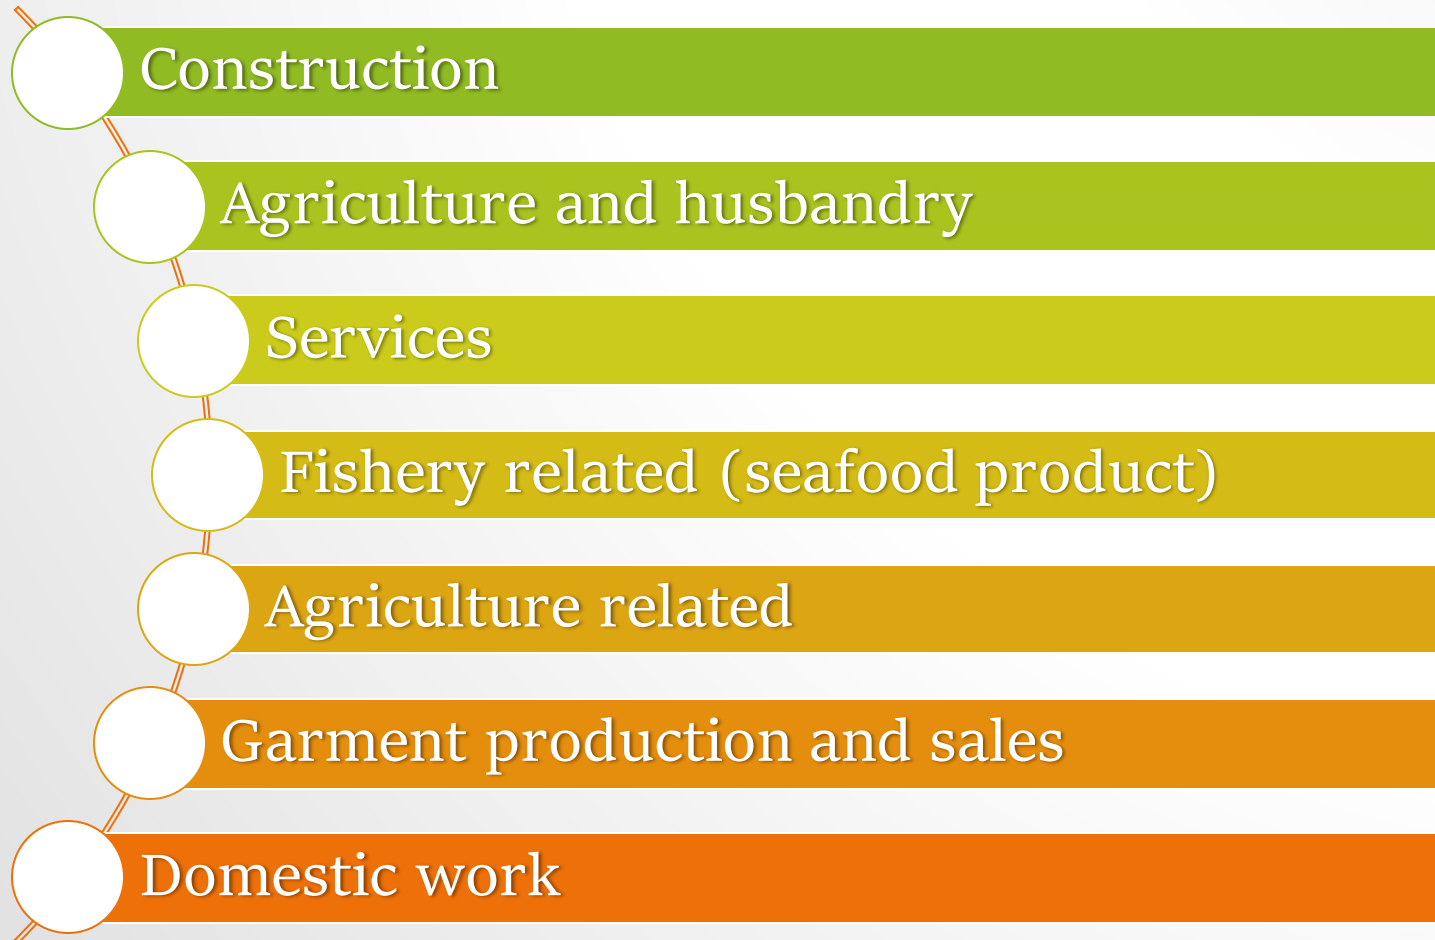 Construction
Agriculture and husbandry
Services
Fishery related (seafood product)
Agriculture related
Garment production and sales
Domestic work